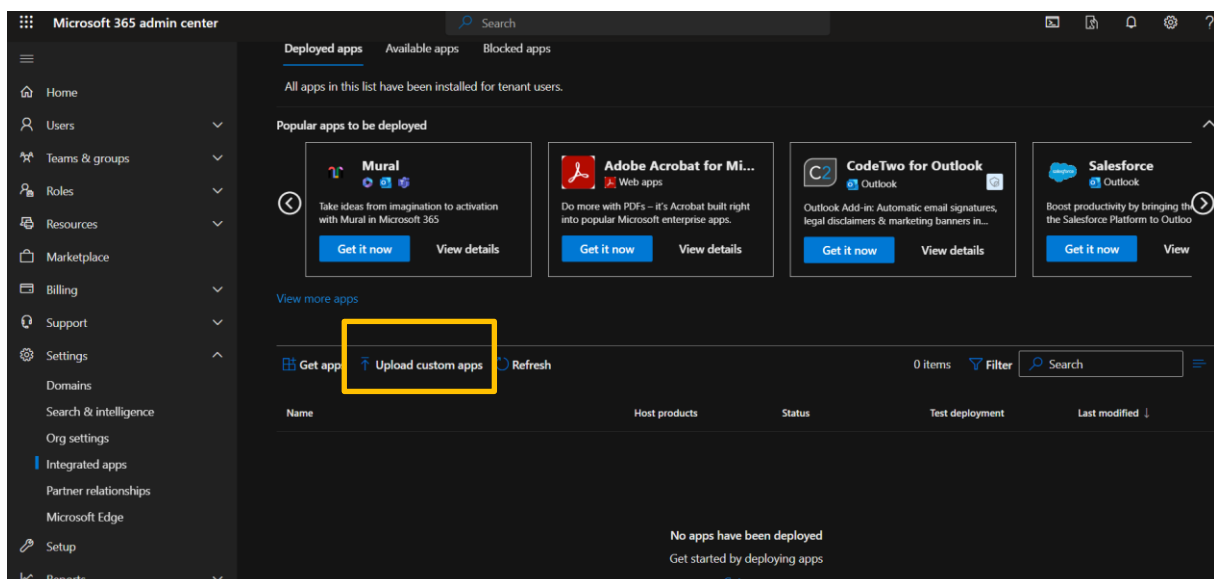 Microsoft 365 admin center
Search
?
Home
Users
Teams & groups
Roles
Resources
Marketplace
Billing
Support
Settings
Domains
Search & intelligence
Org settings
Integrated apps
Partner relationships
Microsoft Edge
Setup
Reports
Deployed apps Available apps Blocked apps
All apps in this list have been installed for tenant users.
Popular apps to be deployed
Mural
Take ideas from imagination to activation
with Mural in Microsoft 365
Get it now View details
Adobe Acrobat for Mi...
Web apps
Do more with PDFs – it's Acrobat built right
into popular Microsoft enterprise apps.
Get it now View details
C2
CodeTwo for Outlook
Outlook
Outlook Add-in: Automatic email signatures,
legal disclaimers & marketing banners in...
Get it now View details
salesforce
Salesforce
Outlook
Boost productivity by bringing
the Salesforce Platform to Outloo
Get it now View
View more apps
Get app Upload custom apps Refresh 0 items Filter Search
Name Host products Status Test deployment Last modified ↓
No apps have been deployed
Get started by deploying apps